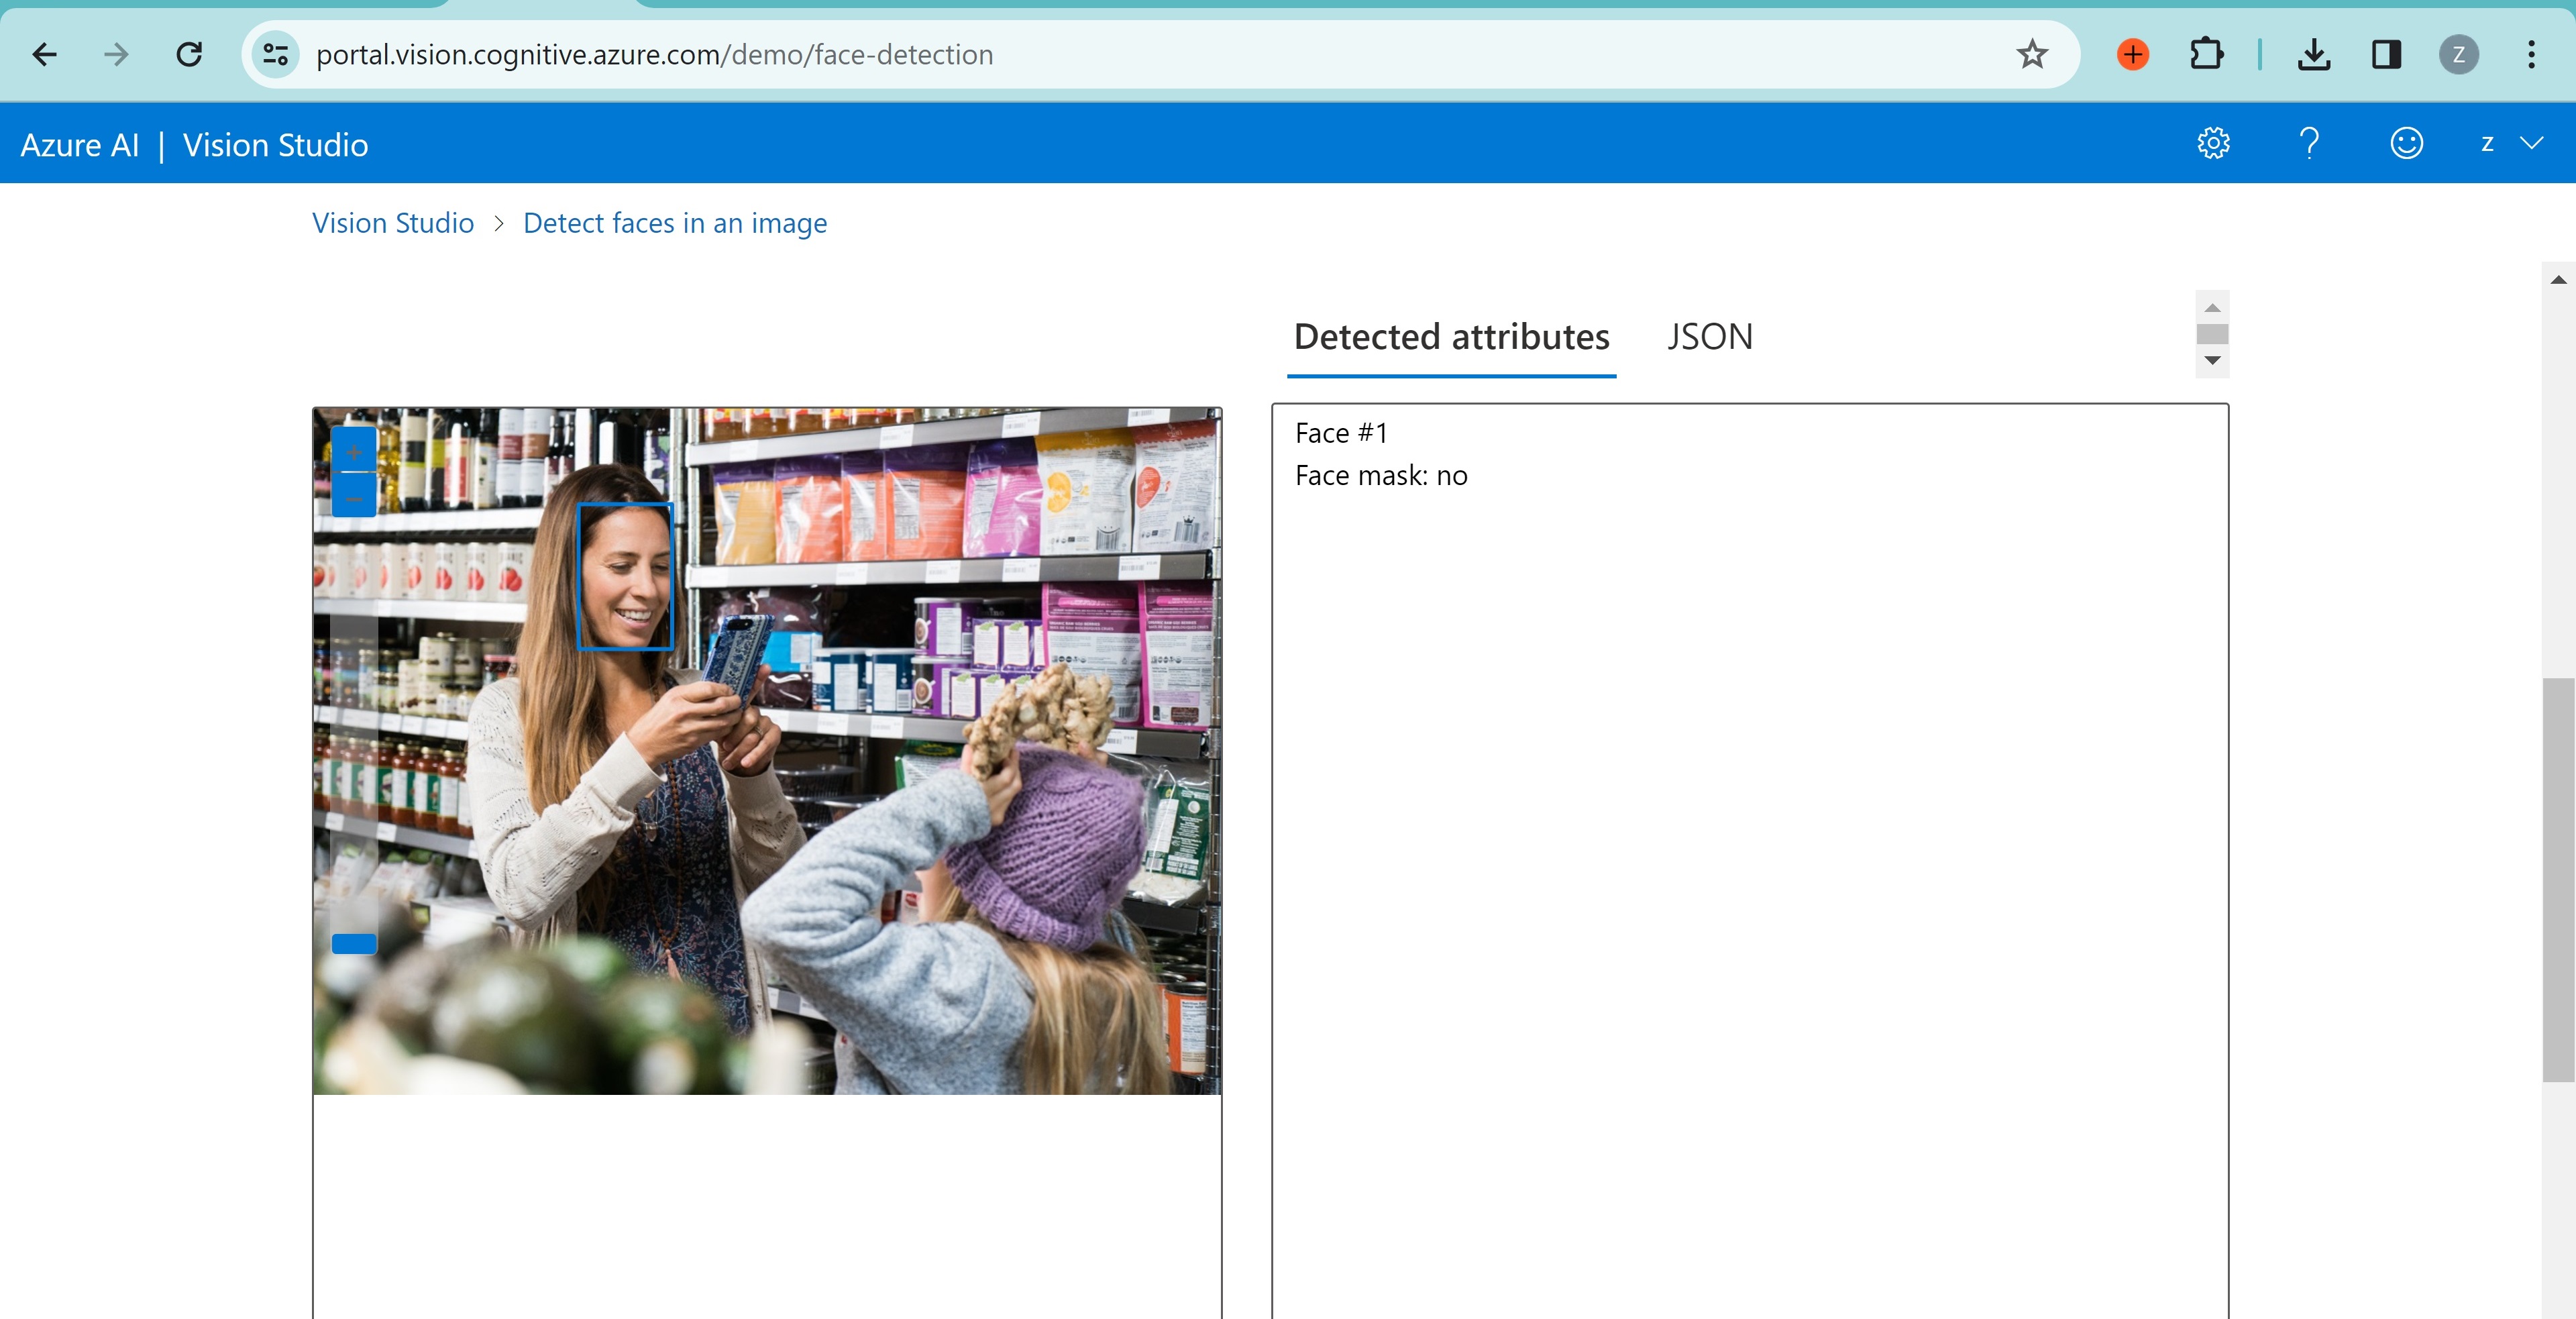 portal.vision.cognitive.azure.com/demo/face-detection
Z
Azure AI | Vision Studio
z
Vision Studio > Detect faces in an image
Detected attributes
JSON
Face #1
Face mask: no